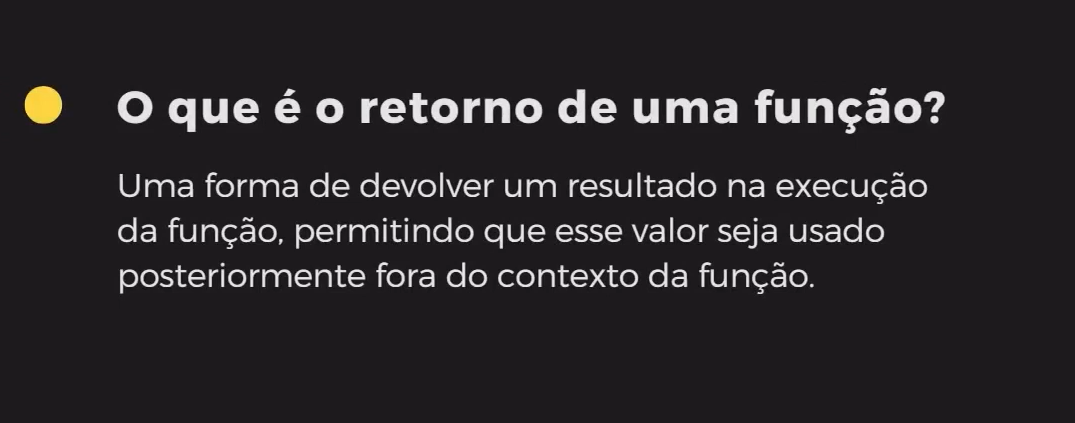 O que é o retorno de uma função?
Uma forma de devolver um resultado na execução
da função, permitindo que esse valor seja usado
posteriormente fora do contexto da função.